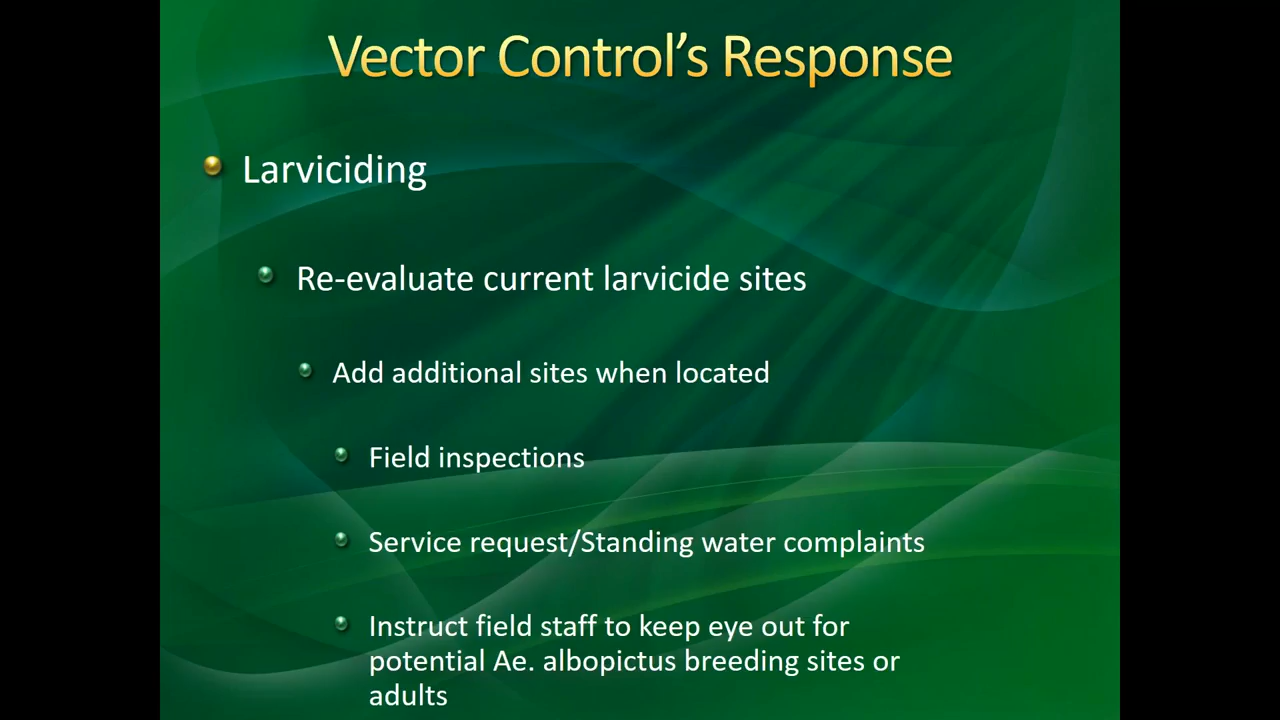 Vector Control’s Response
Larviciding
Re-evaluate current larvicide sites
Add additional sites when located
Field inspections
Service request/Standing water complaints
Instruct field staff to keep eye out for
potential Ae. albopictus breeding sites or
adults